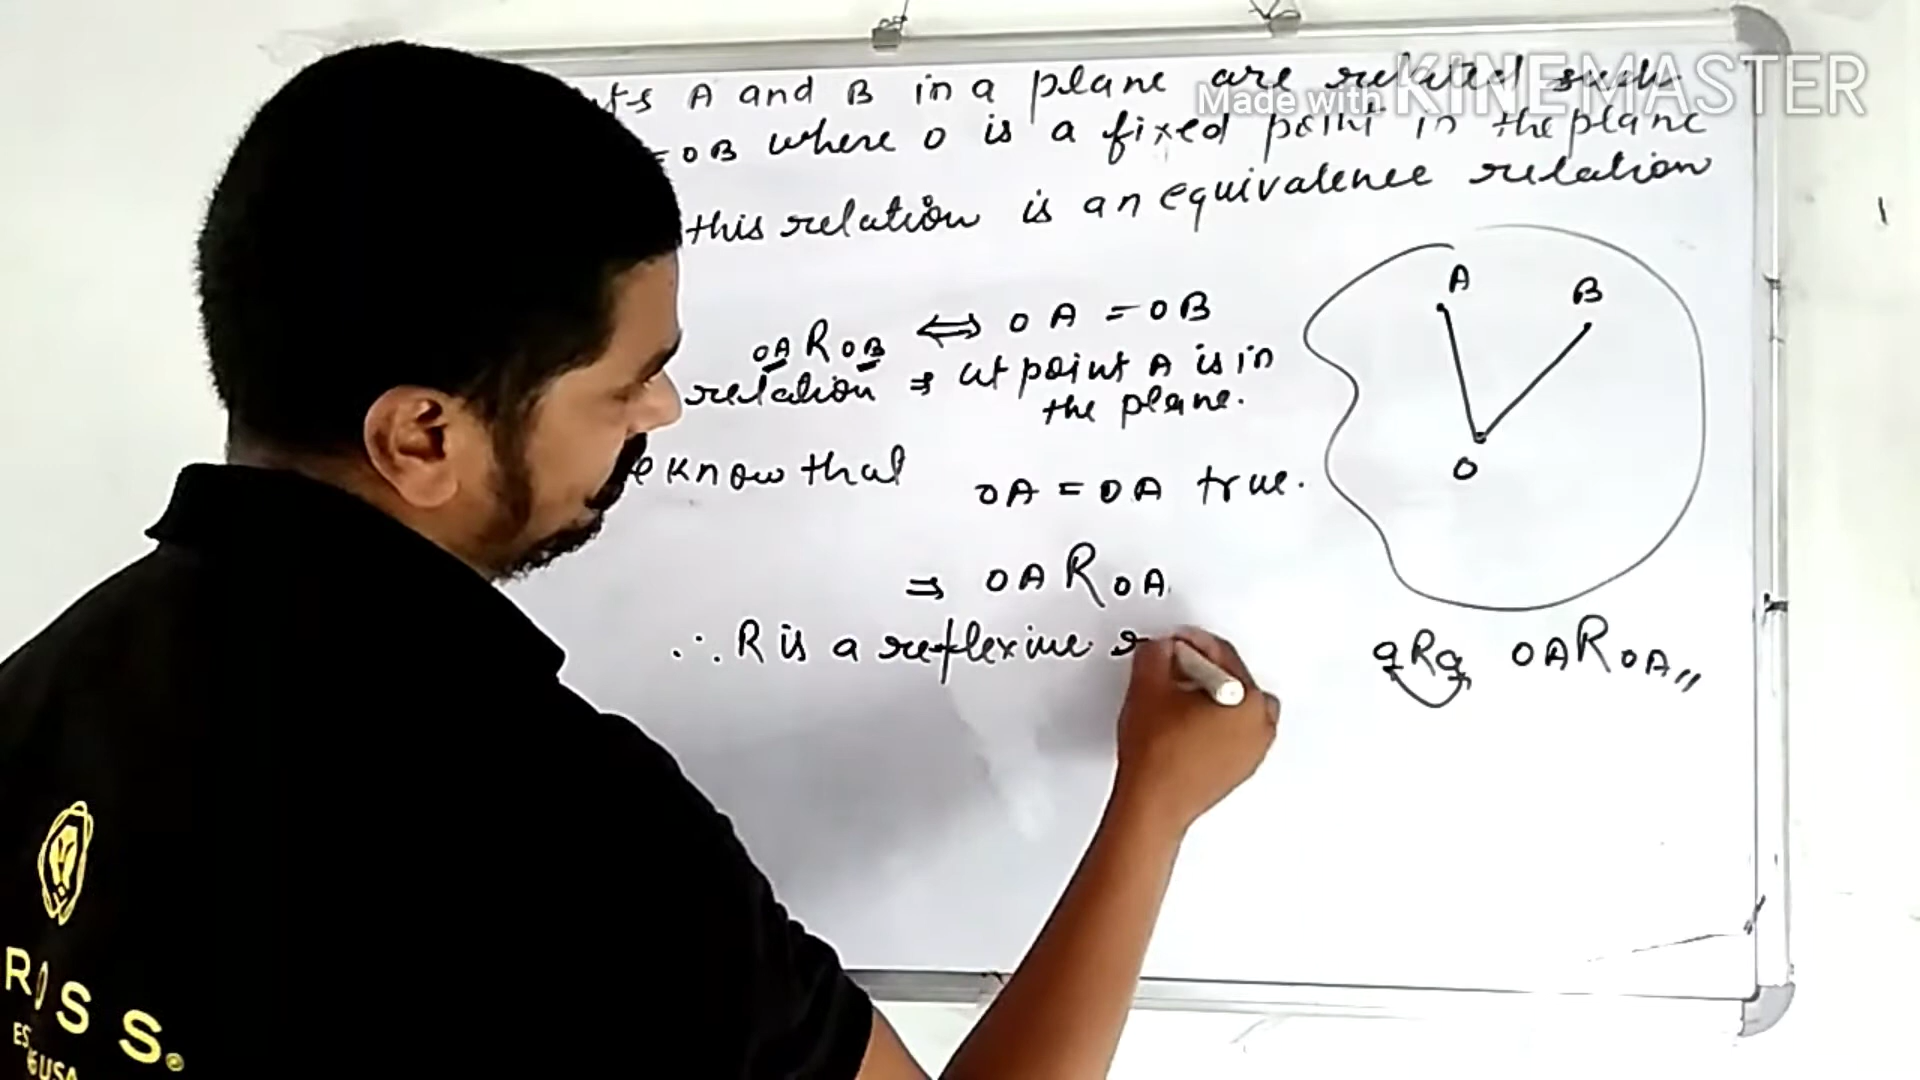 A and B in a plane are related such
= OB where O is a fixed point in the plane
this relation is an equivalence relation
Made with KINEMASTER
OA R OB ⇔ OA = OB
relation ⇒ at point A is in
the plane.
know that
OA = OA true.
⇒ OA R OA
∴ R is a reflexive
A
B
O
aRa OA R OA,,
R S S
USA